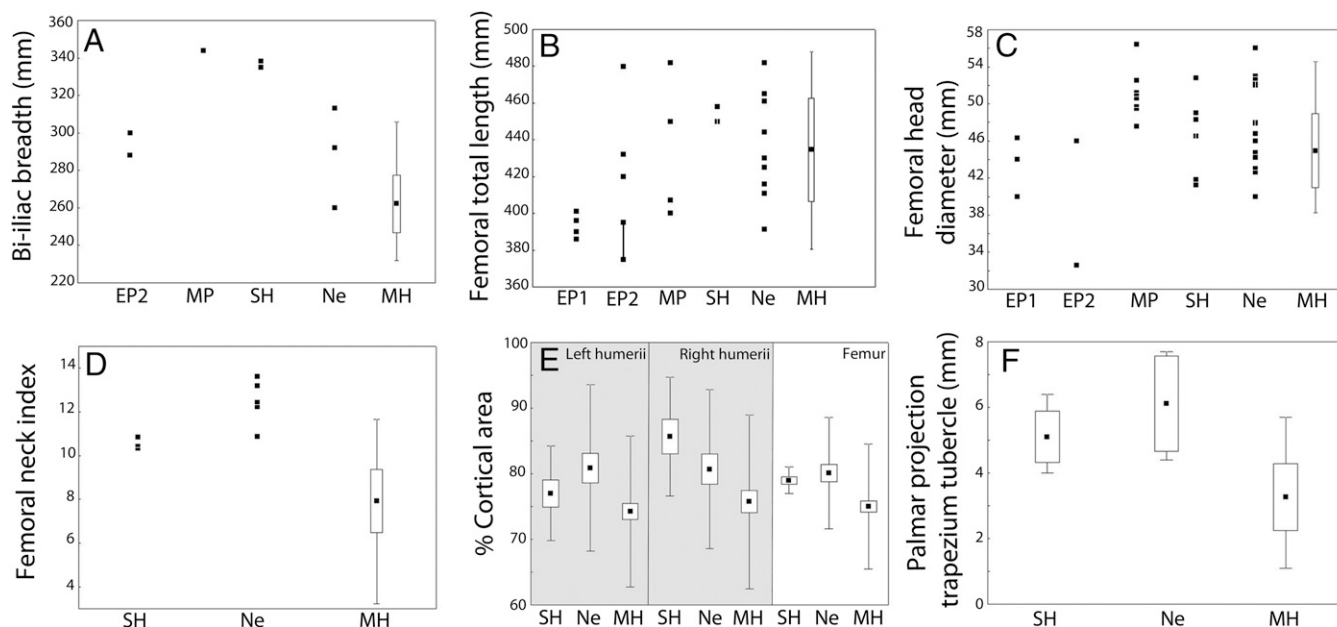 A
Bi-iliac breadth (mm)
360
340
320
300
280
260
240
220
EP2 MP SH Ne MH
B
Femoral total length (mm)
500
480
460
440
420
400
380
360
EP1 EP2 MP SH Ne MH
C
Femoral head
diameter (mm)
58
54
50
46
42
38
34
30
EP1 EP2 MP SH Ne MH
D
Femoral neck index
14
12
10
8
6
4
SH Ne MH
E
% Cortical area
Left humerii Right humerii Femur
100
90
80
70
60
SH Ne MH SH Ne MH SH Ne MH
F
Palmar projection
trapezium tubercle (mm)
8
6
4
2
0
SH Ne MH